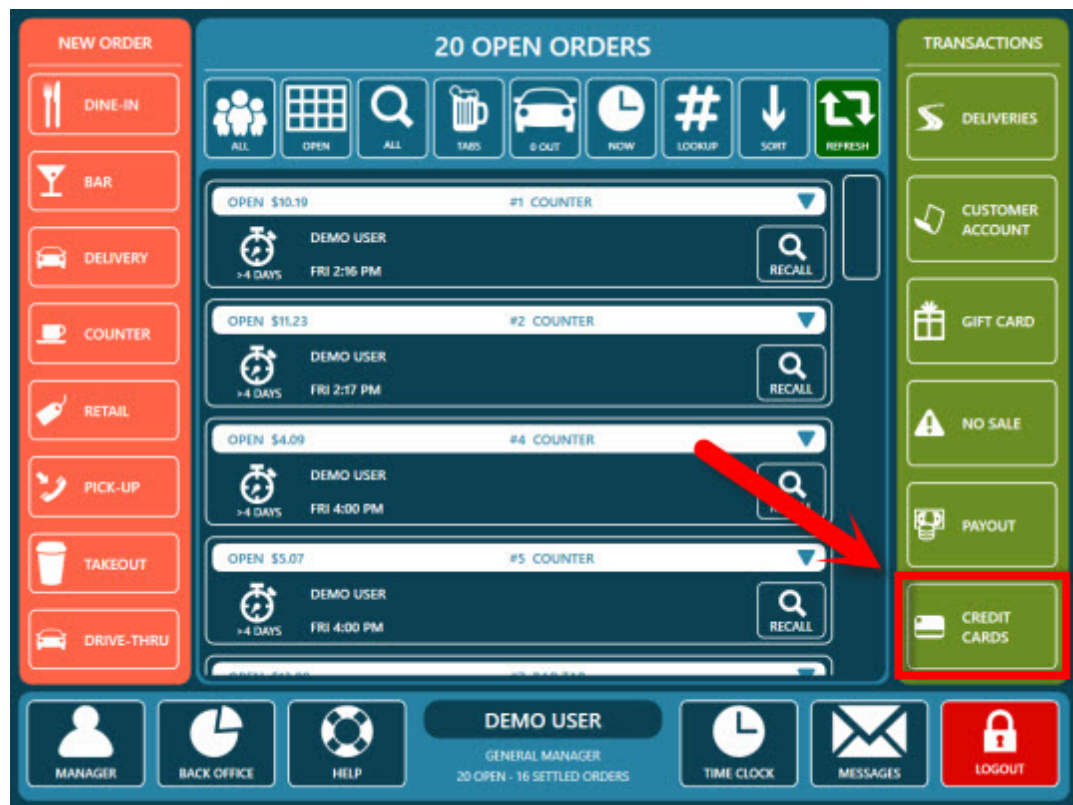 NEW ORDER
DINE-IN
BAR
DELIVERY
COUNTER
RETAIL
PICK-UP
TAKEOUT
DRIVE-THRU
20 OPEN ORDERS
ALL
OPEN
ALL
TABS
0 OUT
NOW
LOOKUP
SORT
REFRESH
OPEN $10.19 #1 COUNTER
DEMO USER
>4 DAYS FRI 2:16 PM RECALL
OPEN $11.23 #2 COUNTER
DEMO USER
>4 DAYS FRI 2:17 PM RECALL
OPEN $4.09 #4 COUNTER
DEMO USER
>4 DAYS FRI 4:00 PM
OPEN $5.07 #5 COUNTER
DEMO USER
>4 DAYS FRI 4:00 PM RECALL
TRANSACTIONS
DELIVERIES
CUSTOMER
ACCOUNT
GIFT CARD
NO SALE
PAYOUT
CREDIT
CARDS
MANAGER
BACK OFFICE
HELP
DEMO USER
GENERAL MANAGER
20 OPEN - 16 SETTLED ORDERS
TIME CLOCK
MESSAGES
LOGOUT